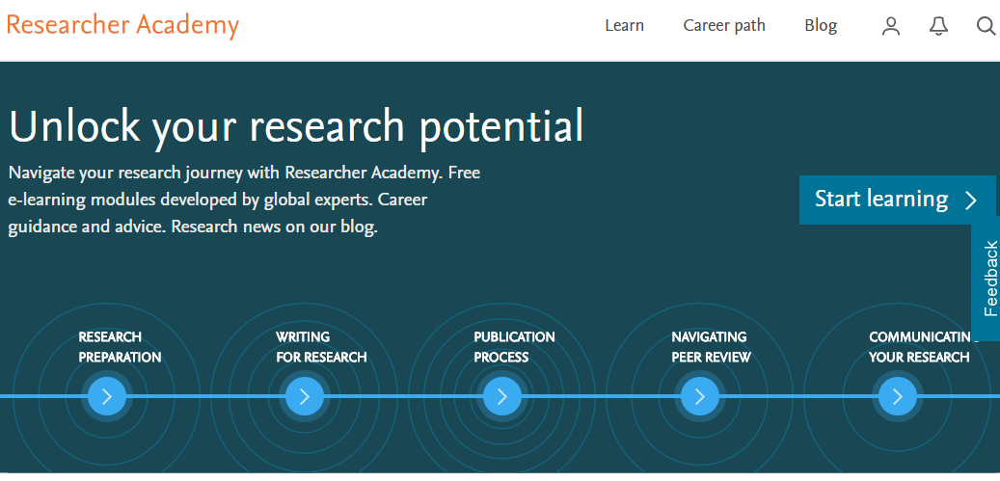 Researcher Academy
Learn
Career path
Blog
Unlock your research potential
Navigate your research journey with Researcher Academy. Free
e-learning modules developed by global experts. Career
guidance and advice. Research news on our blog.
Start learning
Feedback
RESEARCH
PREPARATION
WRITING
FOR RESEARCH
PUBLICATION
PROCESS
NAVIGATING
PEER REVIEW
COMMUNICATIN
YOUR RESEARCH